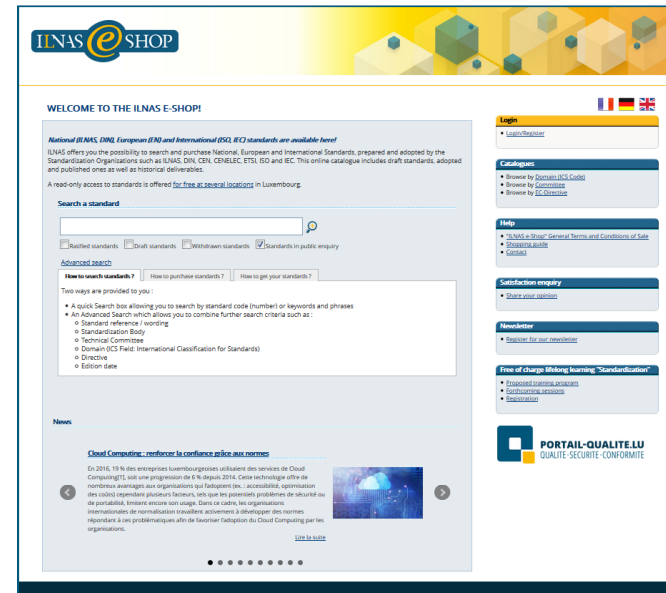 ILNAS e SHOP
WELCOME TO THE ILNAS E-SHOP!
National (ILNAS, DIN), European (EN) and International (ISO, IEC) standards are available here!
ILNAS offers you the possibility to search and purchase National, European and International Standards, prepared and adopted by the
Standardization Organizations such as ILNAS, DIN, CEN, CENELEC, ETSI, ISO and IEC. This online catalogue includes draft standards, adopted
and published ones as well as historical deliverables.
A read-only access to standards is offered for free at several locations in Luxembourg.
Search a standard
Ratified standards Draft standards Withdrawn standards Standards in public enquiry
Advanced search
How to search standards ? How to purchase standards ? How to get your standards ?
Two ways are provided to you :
A quick Search box allowing you to search by standard code (number) or keywords and phrases
An Advanced Search which allows you to combine further search criteria such as :
Standard reference / wording
Standardization Body
Technical Committee
Domain (ICS Field: International Classification for Standards)
Directive
Edition date
News
Cloud Computing : renforcer la confiance grâce aux normes
En 2016, 19 % des entreprises luxembourgeoises utilisaient des services de Cloud
Computing[1], soit une progression de 6 % depuis 2014. Cette technologie offre de
nombreux avantages aux organisations qui l'adoptent (ex. : accessibilité, optimisation
des coûts) cependant plusieurs facteurs, tels que les potentiels problèmes de sécurité ou
de portabilité, limitent encore son usage. Dans ce cadre, les organisations
internationales de normalisation travaillent activement à développer des normes
répondant à ces problématiques afin de favoriser l'adoption du Cloud Computing par les
organisations.
Lire la suite
Login
Login/Register
Catalogues
Browse by Domain (ICS Code)
Browse by Committee
Browse by EC-Directive
Help
"ILNAS e-Shop" General Terms and Conditions of Sale
Shopping guide
Contact
Satisfaction enquiry
Share your opinion
Newsletter
Register for our newsletter
Free of charge lifelong learning "Standardization"
Proposed training program
Forthcoming sessions
Registration
PORTAIL-QUALITE.LU
QUALITE·SECURITE·CONFORMITE